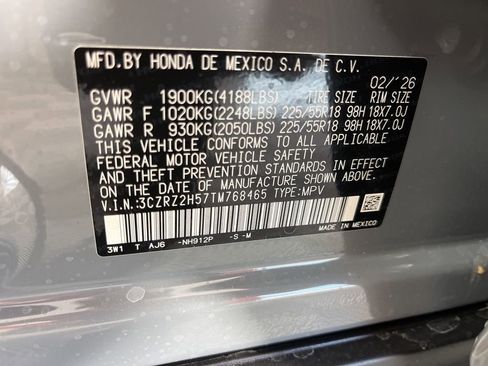 MFD.BY HONDA DE MEXICO S.A. DE C.V.
02/'26
GVWR 1900KG(4188LBS) TIRE SIZE RIM SIZE
GAWR F 1020KG(2248LBS) 225/55R18 98H 18X7.0J
GAWR R 930KG(2050LBS) 225/55R18 98H 18X7.0J
THIS VEHICLE CONFORMS TO ALL APPLICABLE
FEDERAL MOTOR VEHICLE SAFETY
AND THEFT PREVENTION STANDARDS IN EFFECT
ON THE DATE OF MANUFACTURE SHOWN ABOVE.
V.I.N:3CZRZ2H57TM768465 TYPE:MPV
3W1 T AJ6 -NH912P -S -M
MADE IN
MEXICO